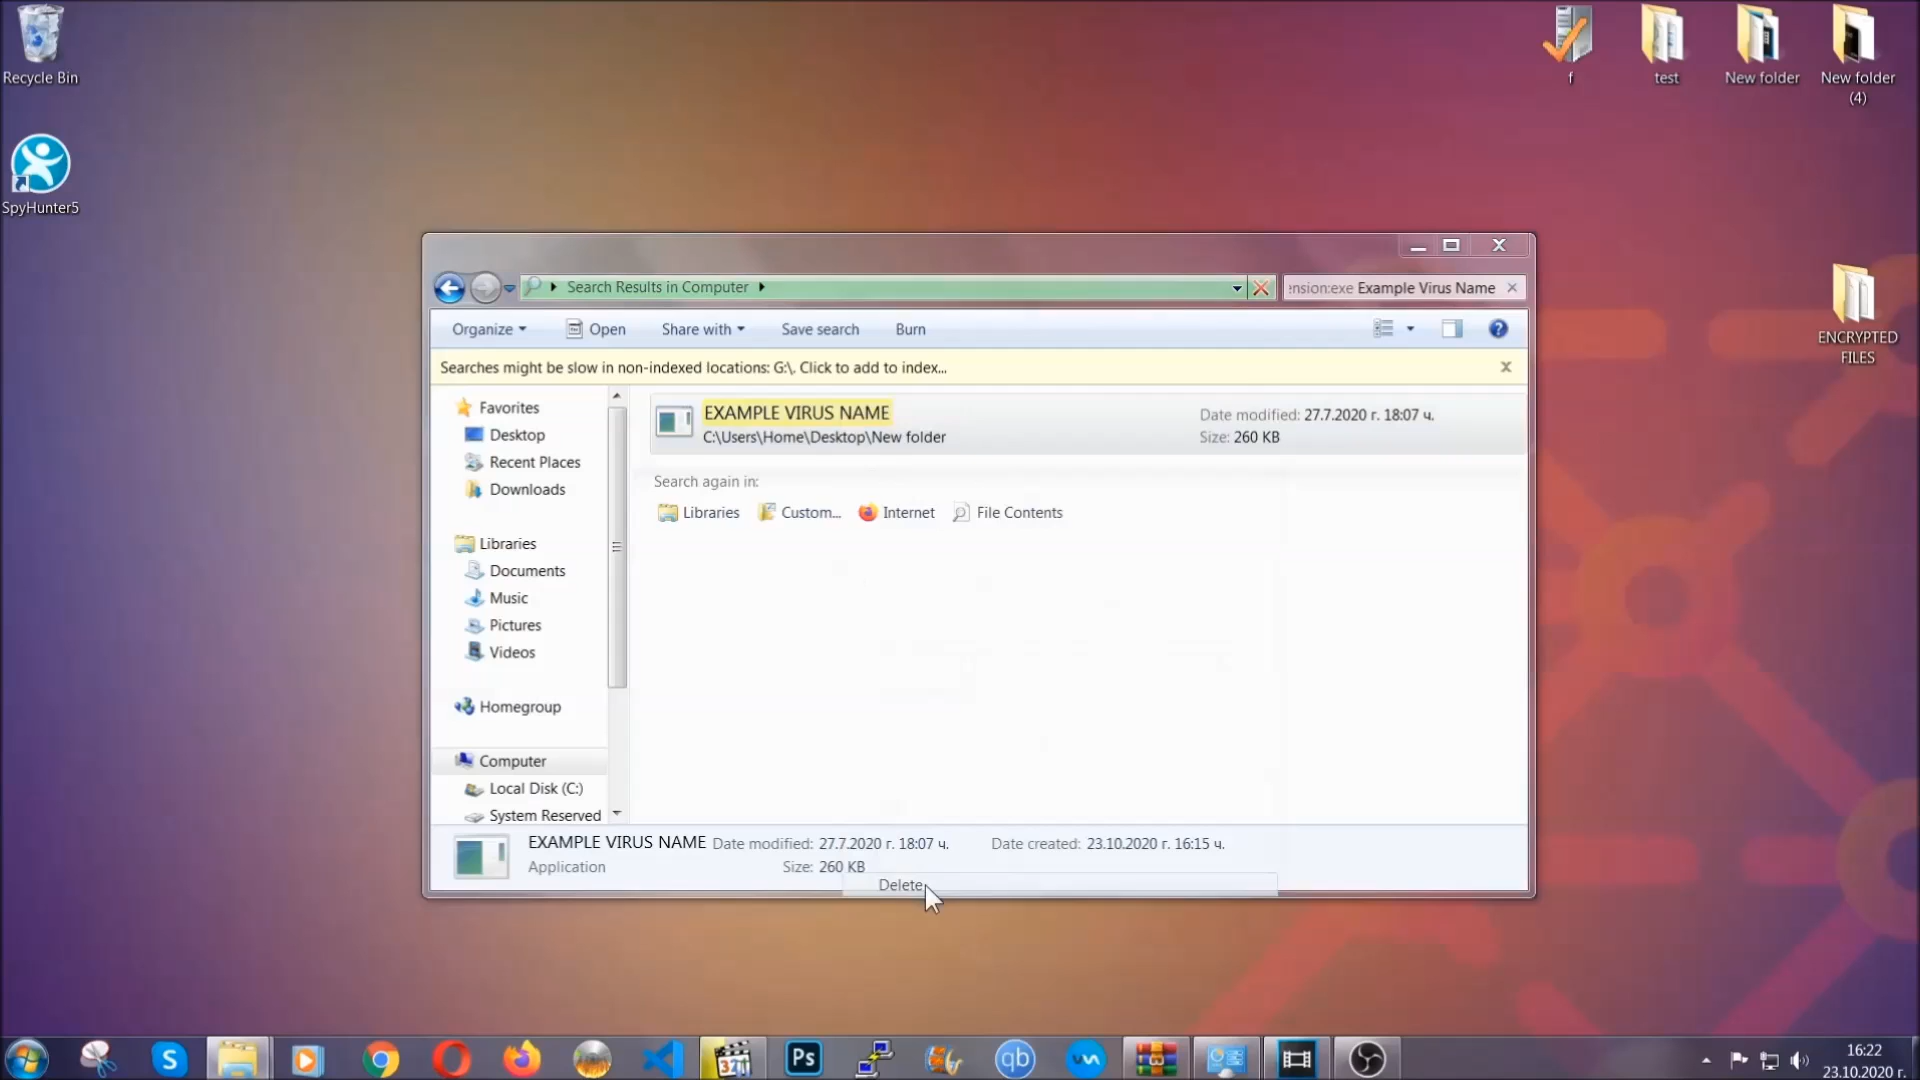 Recycle Bin
SpyHunter5
f
test
New folder
New folder
(4)
ENCRYPTED
FILES
Search Results in Computer
ension:exe Example Virus Name
Organize
Open
Share with
Save search
Burn
Searches might be slow in non-indexed locations: G:\. Click to add to index...
Favorites
Desktop
Recent Places
Downloads
Libraries
Documents
Music
Pictures
Videos
Homegroup
Computer
Local Disk (C:)
System Reserved
EXAMPLE VIRUS NAME
C:\Users\Home\Desktop\New folder
Date modified: 27.7.2020 г. 18:07 ч.
Size: 260 KB
Search again in:
Libraries
Custom...
Internet
File Contents
EXAMPLE VIRUS NAME Date modified: 27.7.2020 г. 18:07 ч. Date created: 23.10.2020 г. 16:15 ч.
Application Size: 260 KB
Delete
S
321
Ps
qb
16:22
23.10.2020 г.